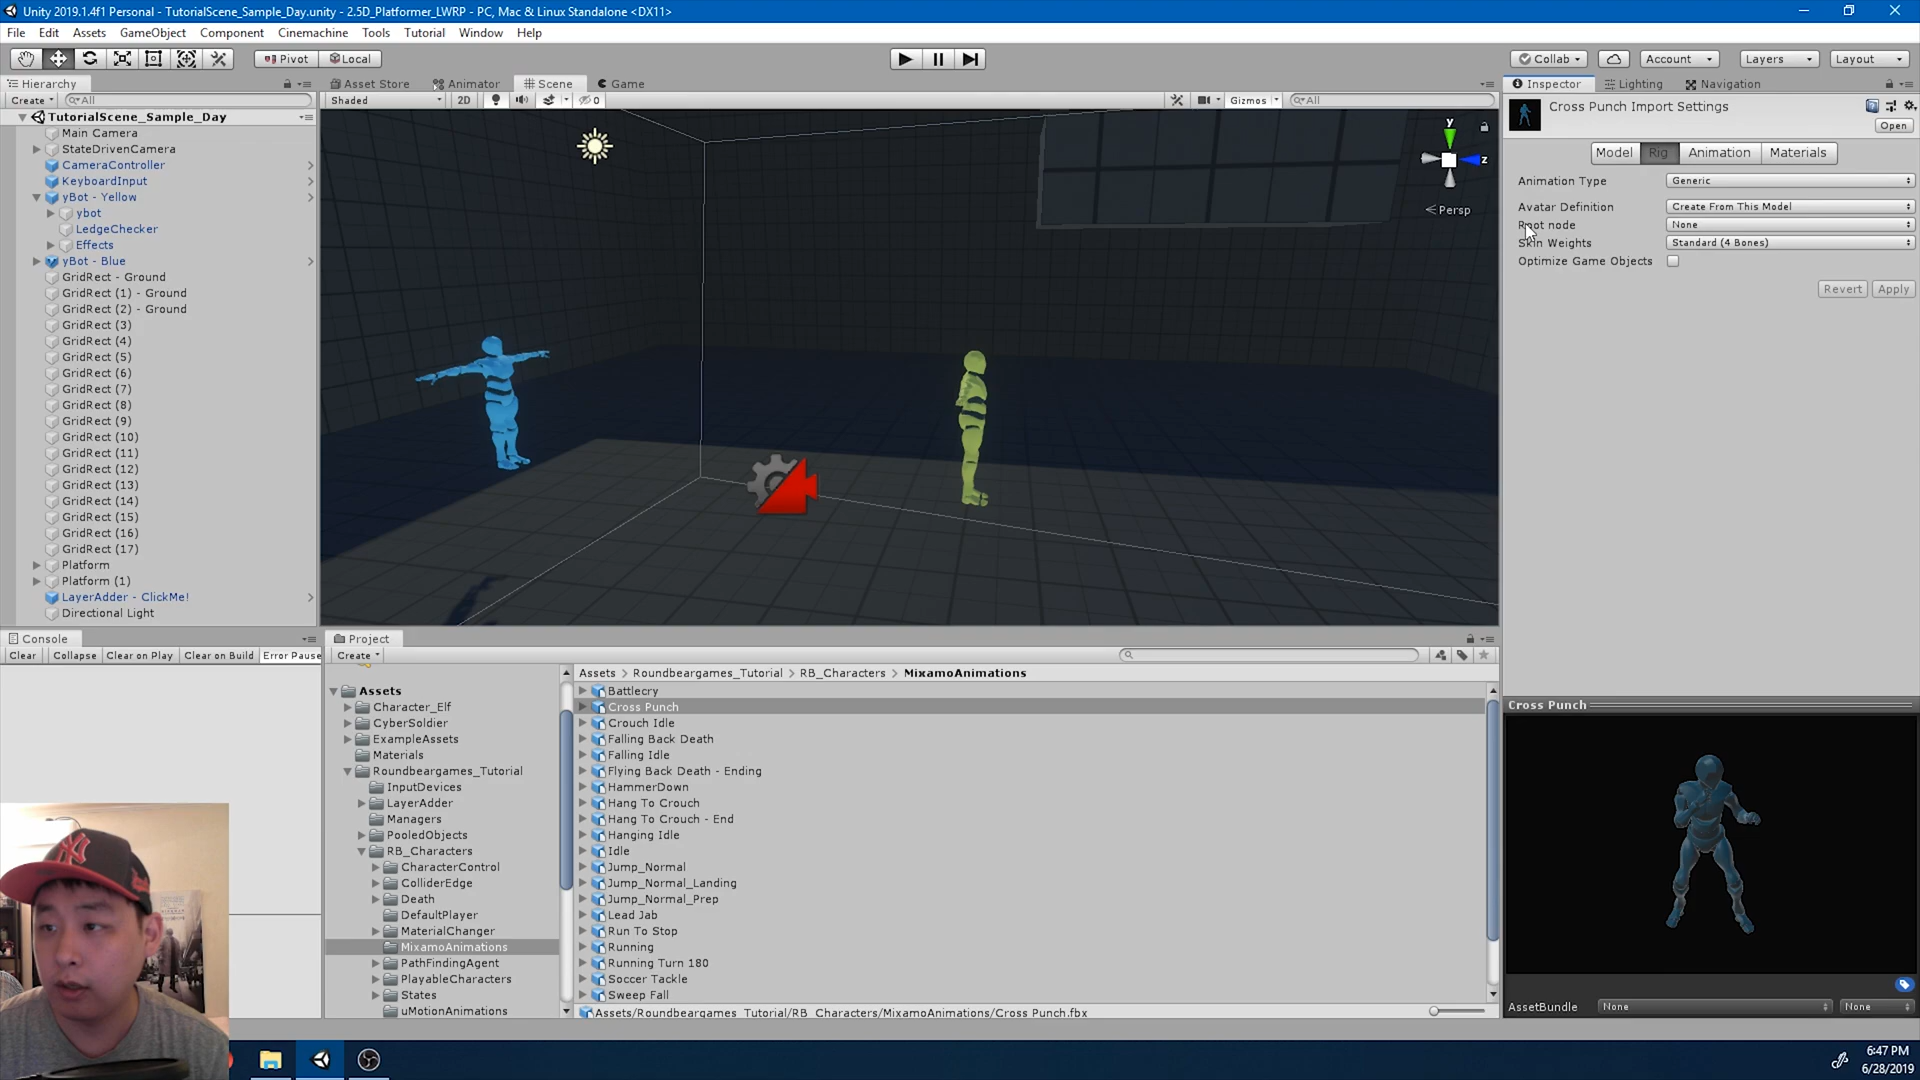 Unity 2019.1.4f1 Personal - TutorialScene_Sample_Day.unity - 2.5D_Platformer_LWRP - PC, Mac & Linux Standalone <DX11>
File Edit Assets GameObject Component Cinemachine Tools Tutorial Window Help
Pivot Local Collab Account Layers Layout
Hierarchy
Create All
TutorialScene_Sample_Day
Main Camera
StateDrivenCamera
CameraController
KeyboardInput
yBot - Yellow
ybot
LedgeChecker
Effects
yBot - Blue
GridRect - Ground
GridRect (1) - Ground
GridRect (2) - Ground
GridRect (3)
GridRect (4)
GridRect (5)
GridRect (6)
GridRect (7)
GridRect (8)
GridRect (9)
GridRect (10)
GridRect (11)
GridRect (12)
GridRect (13)
GridRect (14)
GridRect (15)
GridRect (16)
GridRect (17)
Platform
Platform (1)
LayerAdder - ClickMe!
Directional Light
Asset Store Animator Scene Game
Shaded 2D 0 Gizmos All
y
z
Persp
Inspector Lighting Navigation
Cross Punch Import Settings
Open
Model Rig Animation Materials
Animation Type Generic
Avatar Definition Create From This Model
Root node None
Skin Weights Standard (4 Bones)
Optimize Game Objects
Revert Apply
Console
Clear Collapse Clear on Play Clear on Build Error Pause
Project
Create
Assets
Character_Elf
CyberSoldier
ExampleAssets
Materials
Roundbeargames_Tutorial
InputDevices
LayerAdder
Managers
PooledObjects
RB_Characters
CharacterControl
ColliderEdge
Death
DefaultPlayer
MaterialChanger
MixamoAnimations
PathFindingAgent
PlayableCharacters
States
uMotionAnimations
Assets > Roundbeargames_Tutorial > RB_Characters > MixamoAnimations
Battlecry
Cross Punch
Crouch Idle
Falling Back Death
Falling Idle
Flying Back Death - Ending
HammerDown
Hang To Crouch
Hang To Crouch - End
Hanging Idle
Idle
Jump_Normal
Jump_Normal_Landing
Jump_Normal_Prep
Lead Jab
Run To Stop
Running
Running Turn 180
Soccer Tackle
Sweep Fall
Assets/Roundbeargames_Tutorial/RB_Characters/MixamoAnimations/Cross Punch.fbx
Cross Punch
AssetBundle None None
6:47 PM
6/28/2019